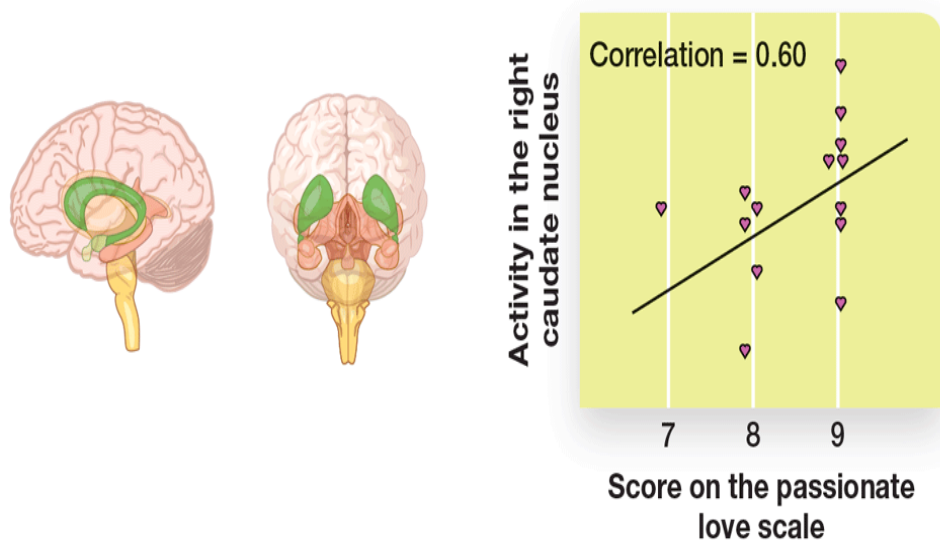 Activity in the right
caudate nucleus
Correlation = 0.60
7 8 9
Score on the passionate
love scale